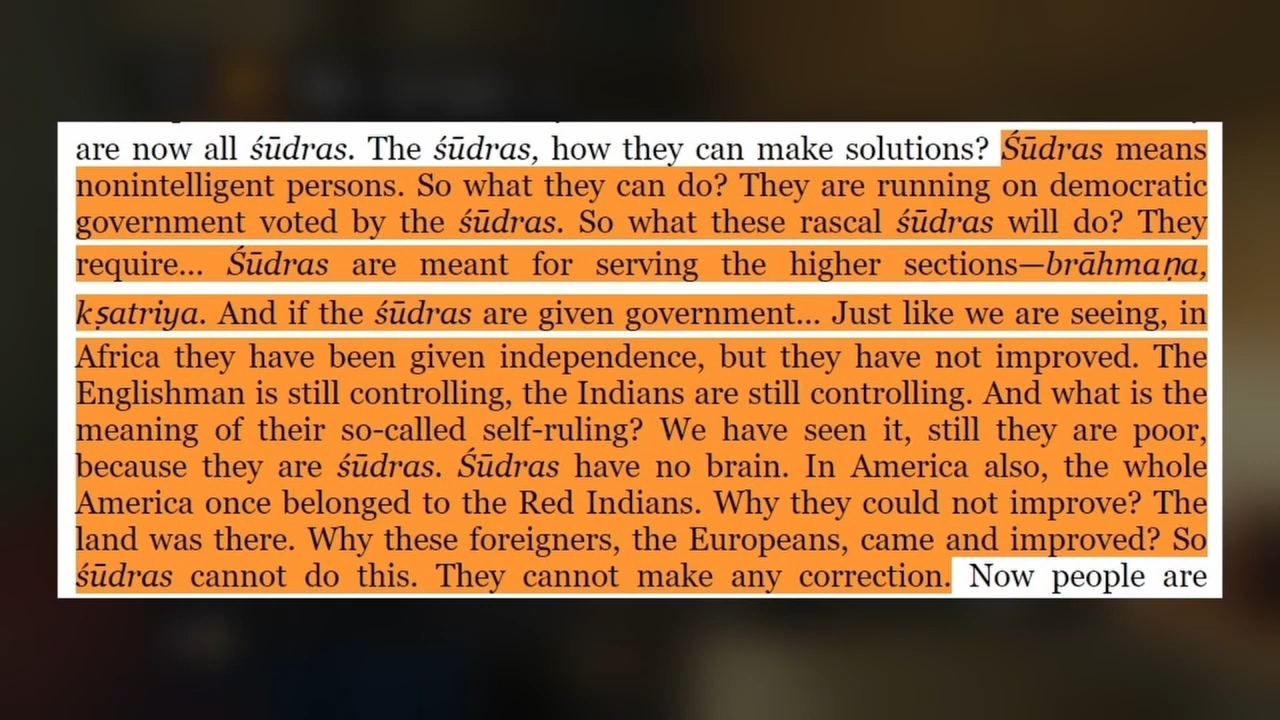 are now all śūdras. The śūdras, how they can make solutions? Śūdras means
nonintelligent persons. So what they can do? They are running on democratic
government voted by the śūdras. So what these rascal śūdras will do? They
require... Śūdras are meant for serving the higher sections—brāhmaṇa,
kṣatriya. And if the śūdras are given government... Just like we are seeing, in
Africa they have been given independence, but they have not improved. The
Englishman is still controlling, the Indians are still controlling. And what is the
meaning of their so-called self-ruling? We have seen it, still they are poor,
because they are śūdras. Śūdras have no brain. In America also, the whole
America once belonged to the Red Indians. Why they could not improve? The
land was there. Why these foreigners, the Europeans, came and improved? So
śūdras cannot do this. They cannot make any correction. Now people are